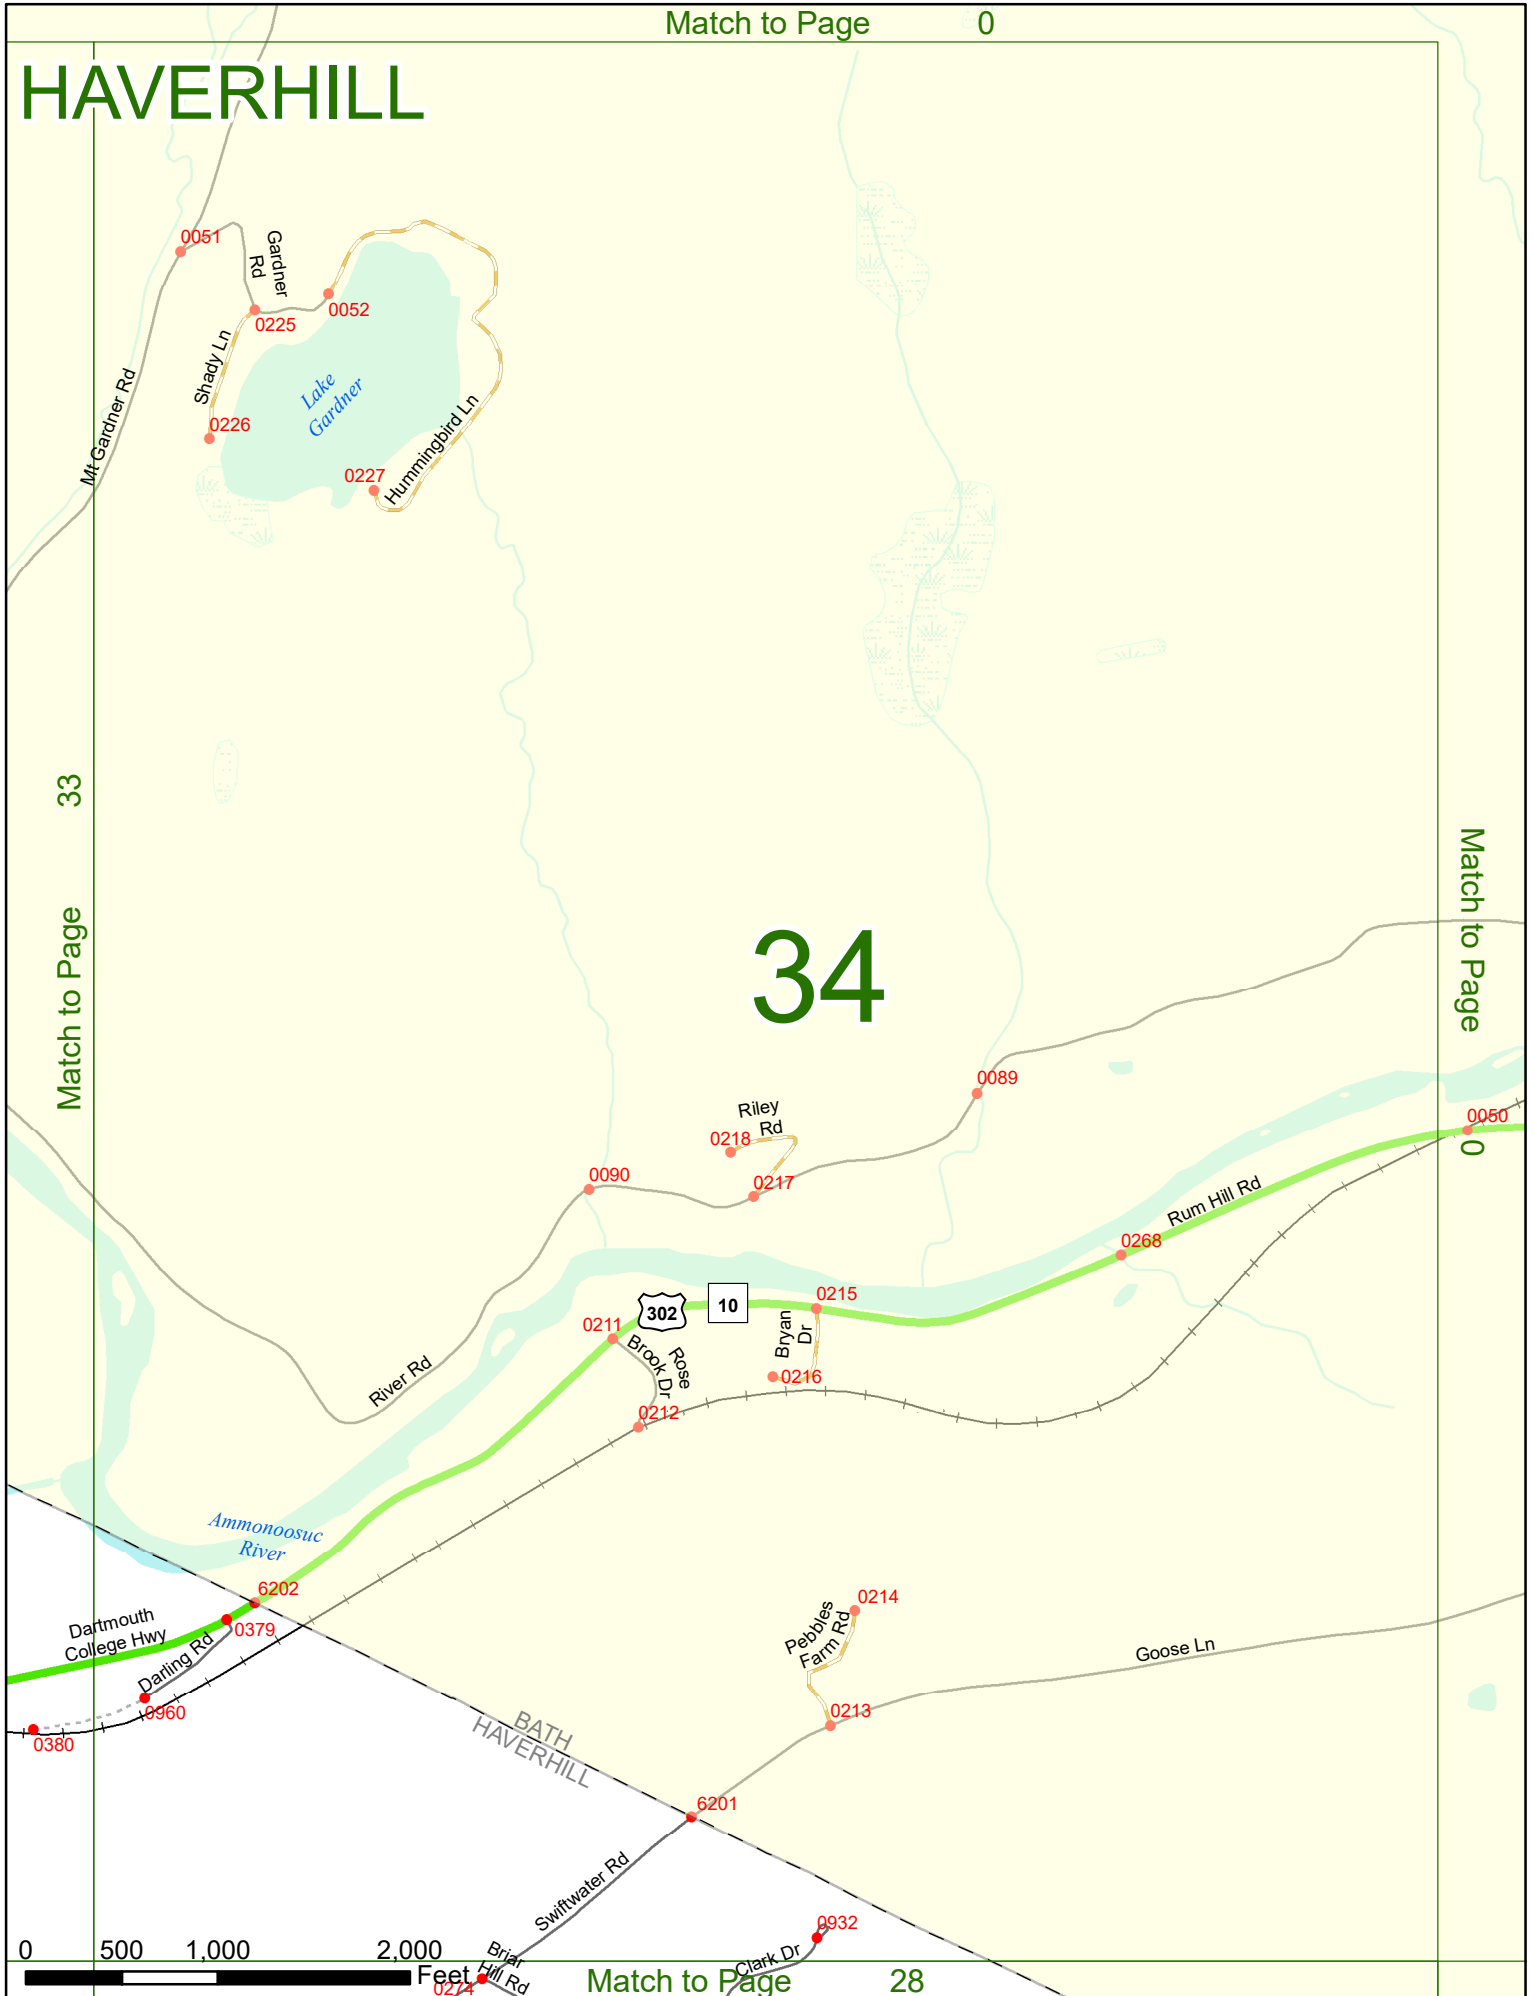 Match to Page 0
HAVERHILL
0051
Gardner
Rd
0052
0225
Shady Ln
Lake
Gardner
Mt Gardner Rd
0226
0227
Hummingbird Ln
Match to Page 33
34
Match to Page 0
0089
Riley
Rd
0218
0050
0090
0217
Rum Hill Rd
0268
0215
302
10
0211
Bryan
Dr
Rose
Brook Dr
River Rd
0216
0212
Ammonoosuc
River
6202
0214
Dartmouth
College Hwy
0379
Pebbles
Farm Rd
Darling Rd
Goose Ln
0960
0213
0380
BATH
HAVERHILL
6201
Swiftwater Rd
0932
0 500 1,000 2,000
Feet
Briar
Hill Rd
Clark Dr
0274
Match to Page 28